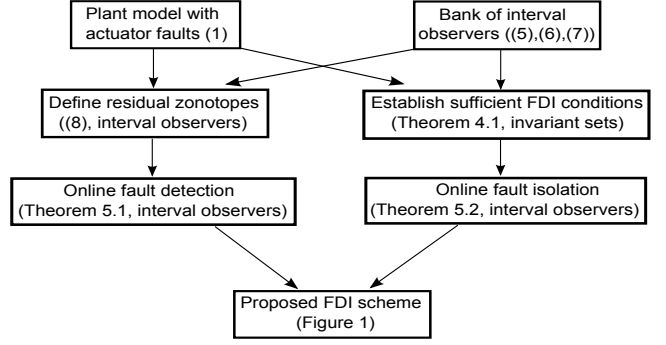 Plant model with
actuator faults (1)
Bank of interval
observers ((5),(6),(7))
Define residual zonotopes
((8), interval observers)
Establish sufficient FDI conditions
(Theorem 4.1, invariant sets)
Online fault detection
(Theorem 5.1, interval observers)
Online fault isolation
(Theorem 5.2, interval observers)
Proposed FDI scheme
(Figure 1)